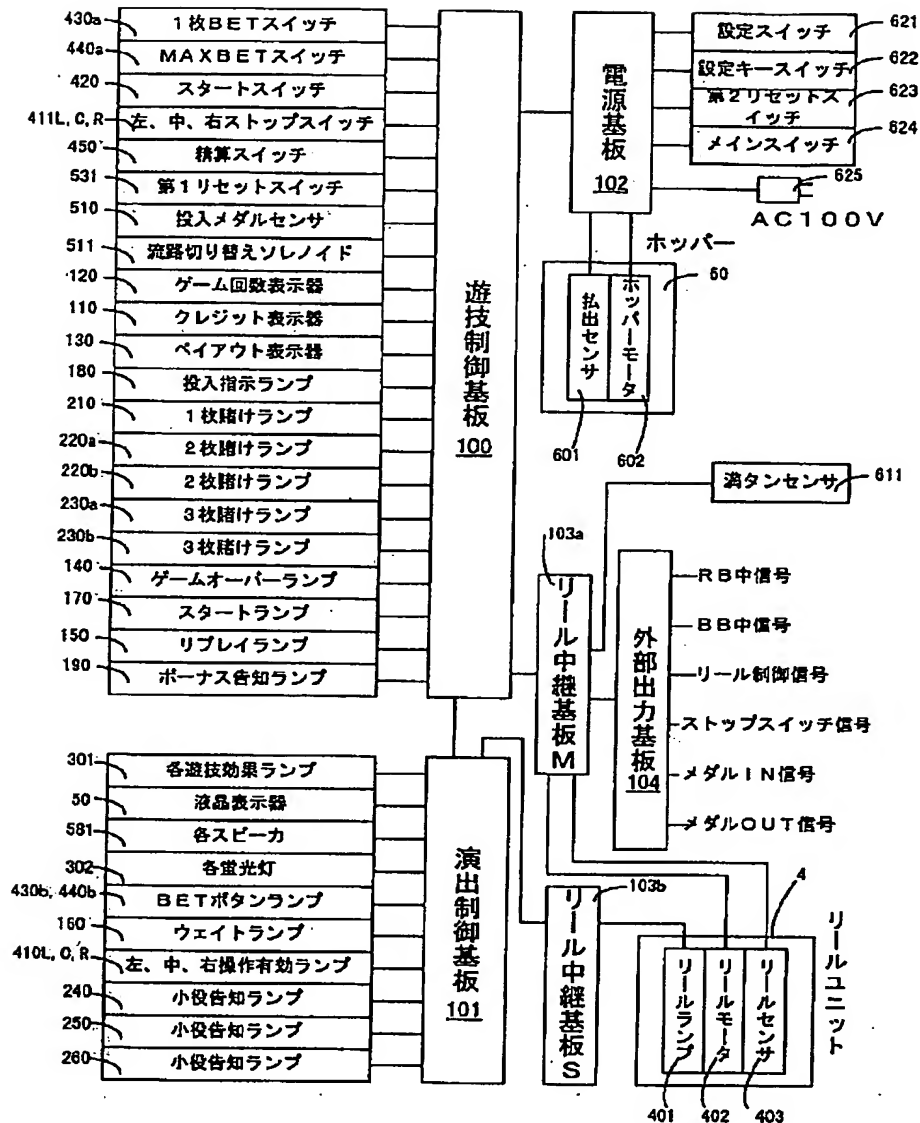 430a
1枚BETスイッチ
440a
MAXBETスイッチ
420
スタートスイッチ
411L, C, R
左、中、右ストップスイッチ
450
精算スイッチ
531
第1リセットスイッチ
510
投入メダルセンサ
511
流路切り替えソレノイド
120
ゲーム回数表示器
110
クレジット表示器
130
ペイアウト表示器
180
投入指示ランプ
210
1枚賭けランプ
220a
2枚賭けランプ
220b
2枚賭けランプ
230a
3枚賭けランプ
230b
3枚賭けランプ
140
ゲームオーバーランプ
170
スタートランプ
150
リプレイランプ
190
ボーナス告知ランプ
遊技制御基板
100
電源基板
102
設定スイッチ
621
設定キースイッチ
622
第2リセットス
イッチ
623
メインスイッチ
624
625
AC100V
ホッパー
60
払出センサ
ホッパーモータ
601
602
満タンセンサ
611
103a
リール中継基板M
外部出力基板
104
RB中信号
BB中信号
リール制御信号
ストップスイッチ信号
メダルIN信号
メダルOUT信号
301
各遊技効果ランプ
50
液晶表示器
581
各スピーカ
302
各蛍光灯
430b, 440b
BETボタンランプ
160
ウェイトランプ
410L, C, R
左、中、右操作有効ランプ
240
小役告知ランプ
250
小役告知ランプ
260
小役告知ランプ
演出制御基板
101
103b
リール中継基板S
4
リールユニット
リールランプ
リールモータ
リールセンサ
401
402
403